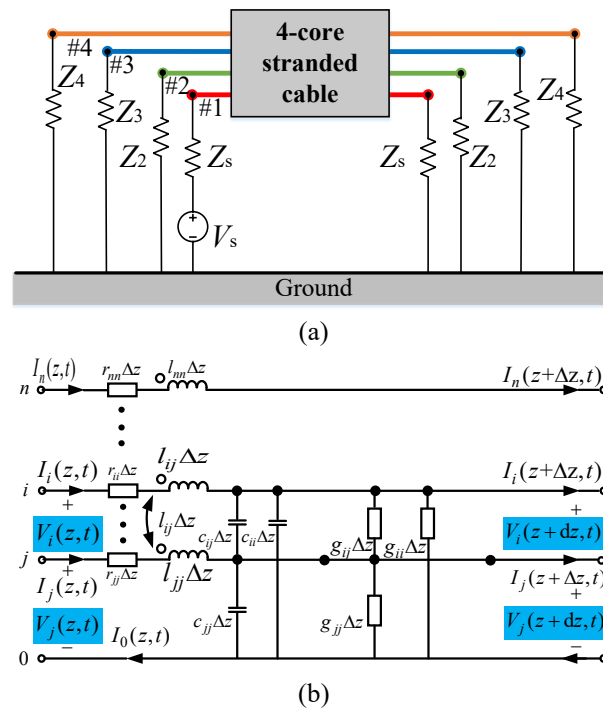 4-core
stranded
cable
#4
#3
#2
#1
Z₄
Z₃
Z₂
Zₛ
Vₛ
Zₛ
Z₂
Z₃
Z₄
Ground
(a)
Iₙ(z,t) rₙₙΔz lₙₙΔz Iₙ(z+Δz,t)
n
Iᵢ(z,t) rᵢᵢΔz lᵢⱼΔz Iᵢ(z+Δz,t)
i
+ +
Vᵢ(z,t) lᵢⱼΔz cᵢⱼΔz cᵢᵢΔz gᵢⱼΔz gᵢᵢΔz Vᵢ(z+dz,t)
j + −
rⱼⱼΔz lⱼⱼΔz
Iⱼ(z,t) Iⱼ(z+Δz,t)
+
Vⱼ(z,t) cⱼⱼΔz gⱼⱼΔz Vⱼ(z+dz,t)
− I₀(z,t) −
0
(b)